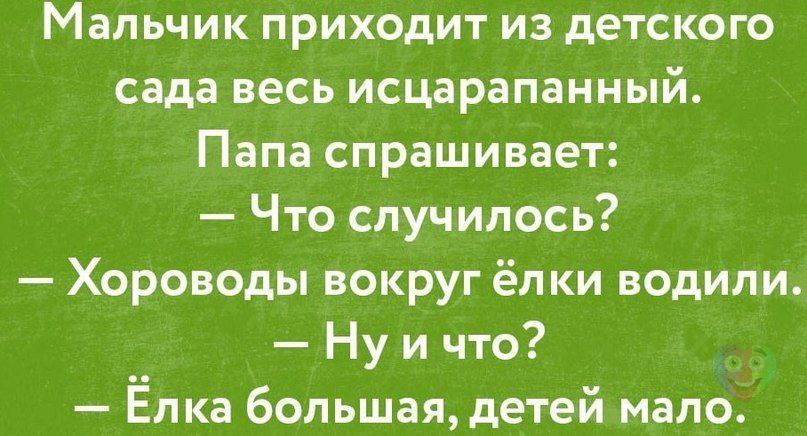 Мальчик приходит из детского
сада весь исцарапанный.
Папа спрашивает:
— Что случилось?
— Хороводы вокруг ёлки водили.
— Ну и что?
— Ёлка большая, детей мало.